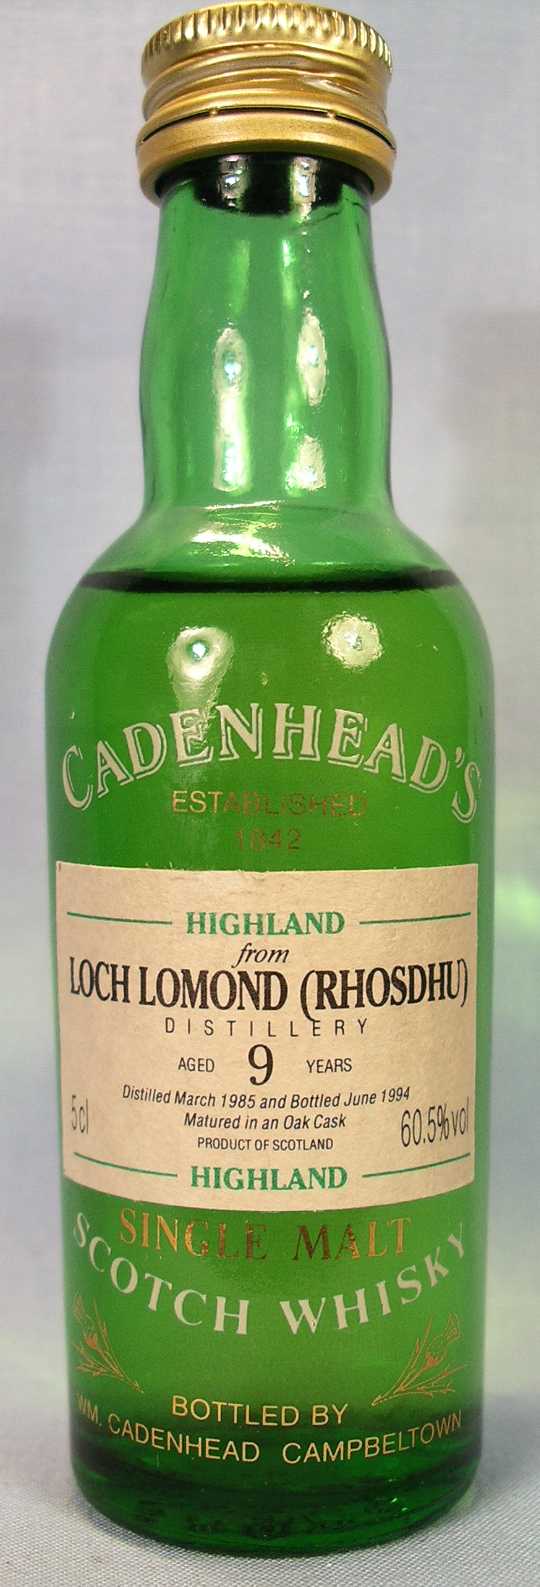 CADENHEAD'S
ESTABLISHED
1842
HIGHLAND
from
LOCH LOMOND (RHOSDHU)
DISTILLERY
AGED 9 YEARS
Distilled March 1985 and Bottled June 1994
5cl Matured in an Oak Cask 60.5%vol
PRODUCT OF SCOTLAND
HIGHLAND
SINGLE MALT
SCOTCH WHISKY
BOTTLED BY
WM. CADENHEAD CAMPBELTOWN